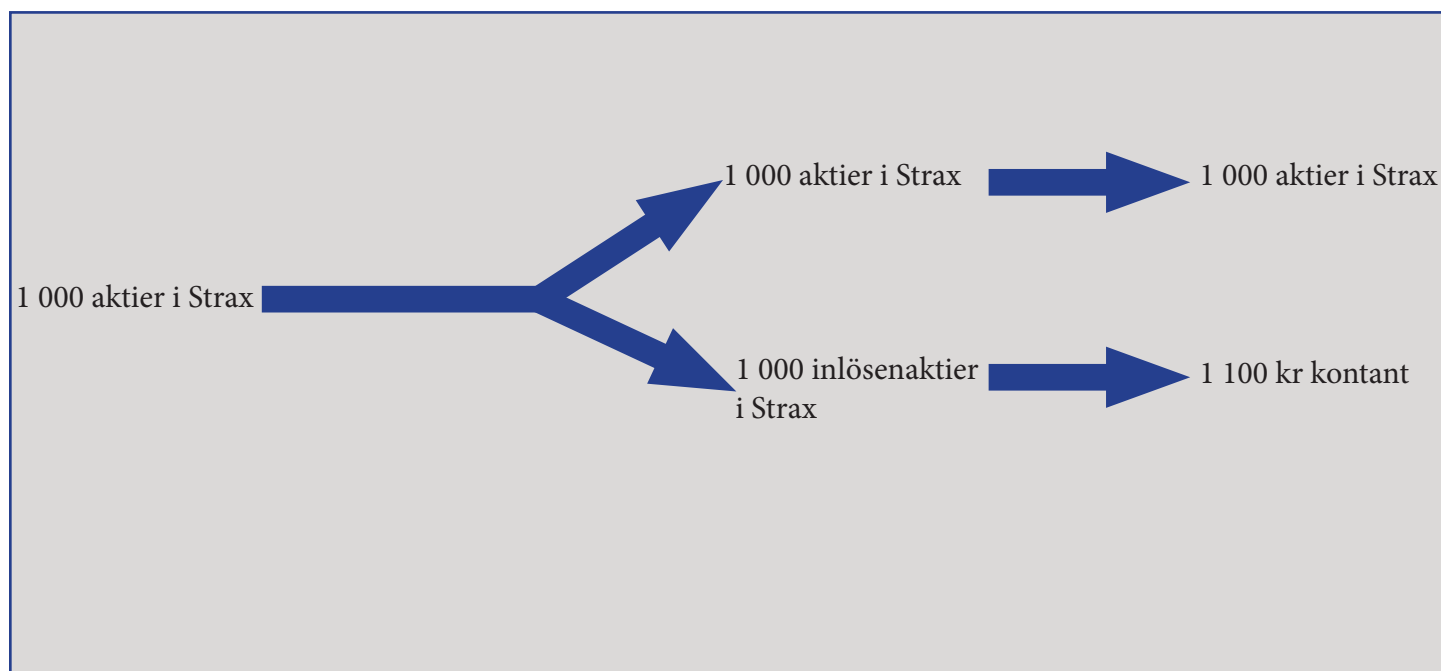 1 000 aktier i Strax
1 000 aktier i Strax
1 000 aktier i Strax
1 000 inlösenaktier
i Strax
1 100 kr kontant